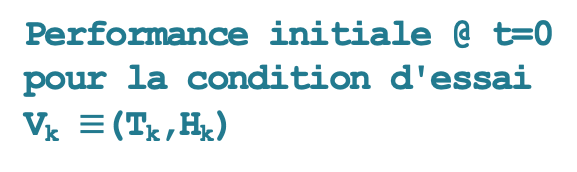 Performance initiale @ t=0
pour la condition d'essai
Vₖ ≡(Tₖ,Hₖ)